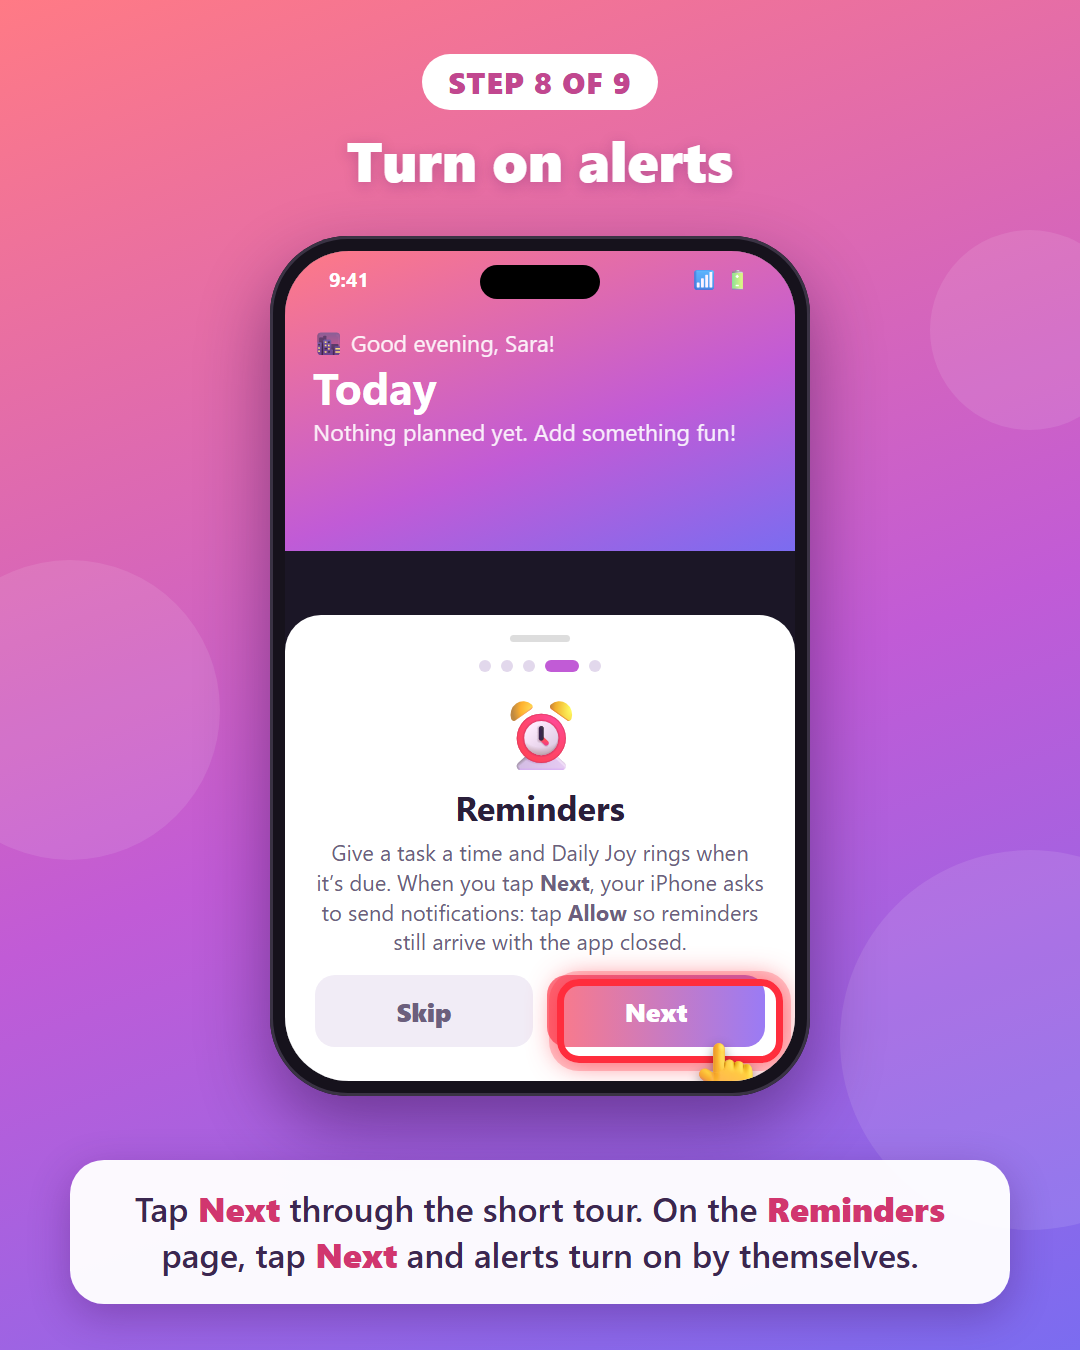 STEP 8 OF 9
Turn on alerts
9:41
Good evening, Sara!
Today
Nothing planned yet. Add something fun!
Reminders
Give a task a time and Daily Joy rings when
it’s due. When you tap Next, your iPhone asks
to send notifications: tap Allow so reminders
still arrive with the app closed.
Skip
Next
Tap Next through the short tour. On the Reminders
page, tap Next and alerts turn on by themselves.